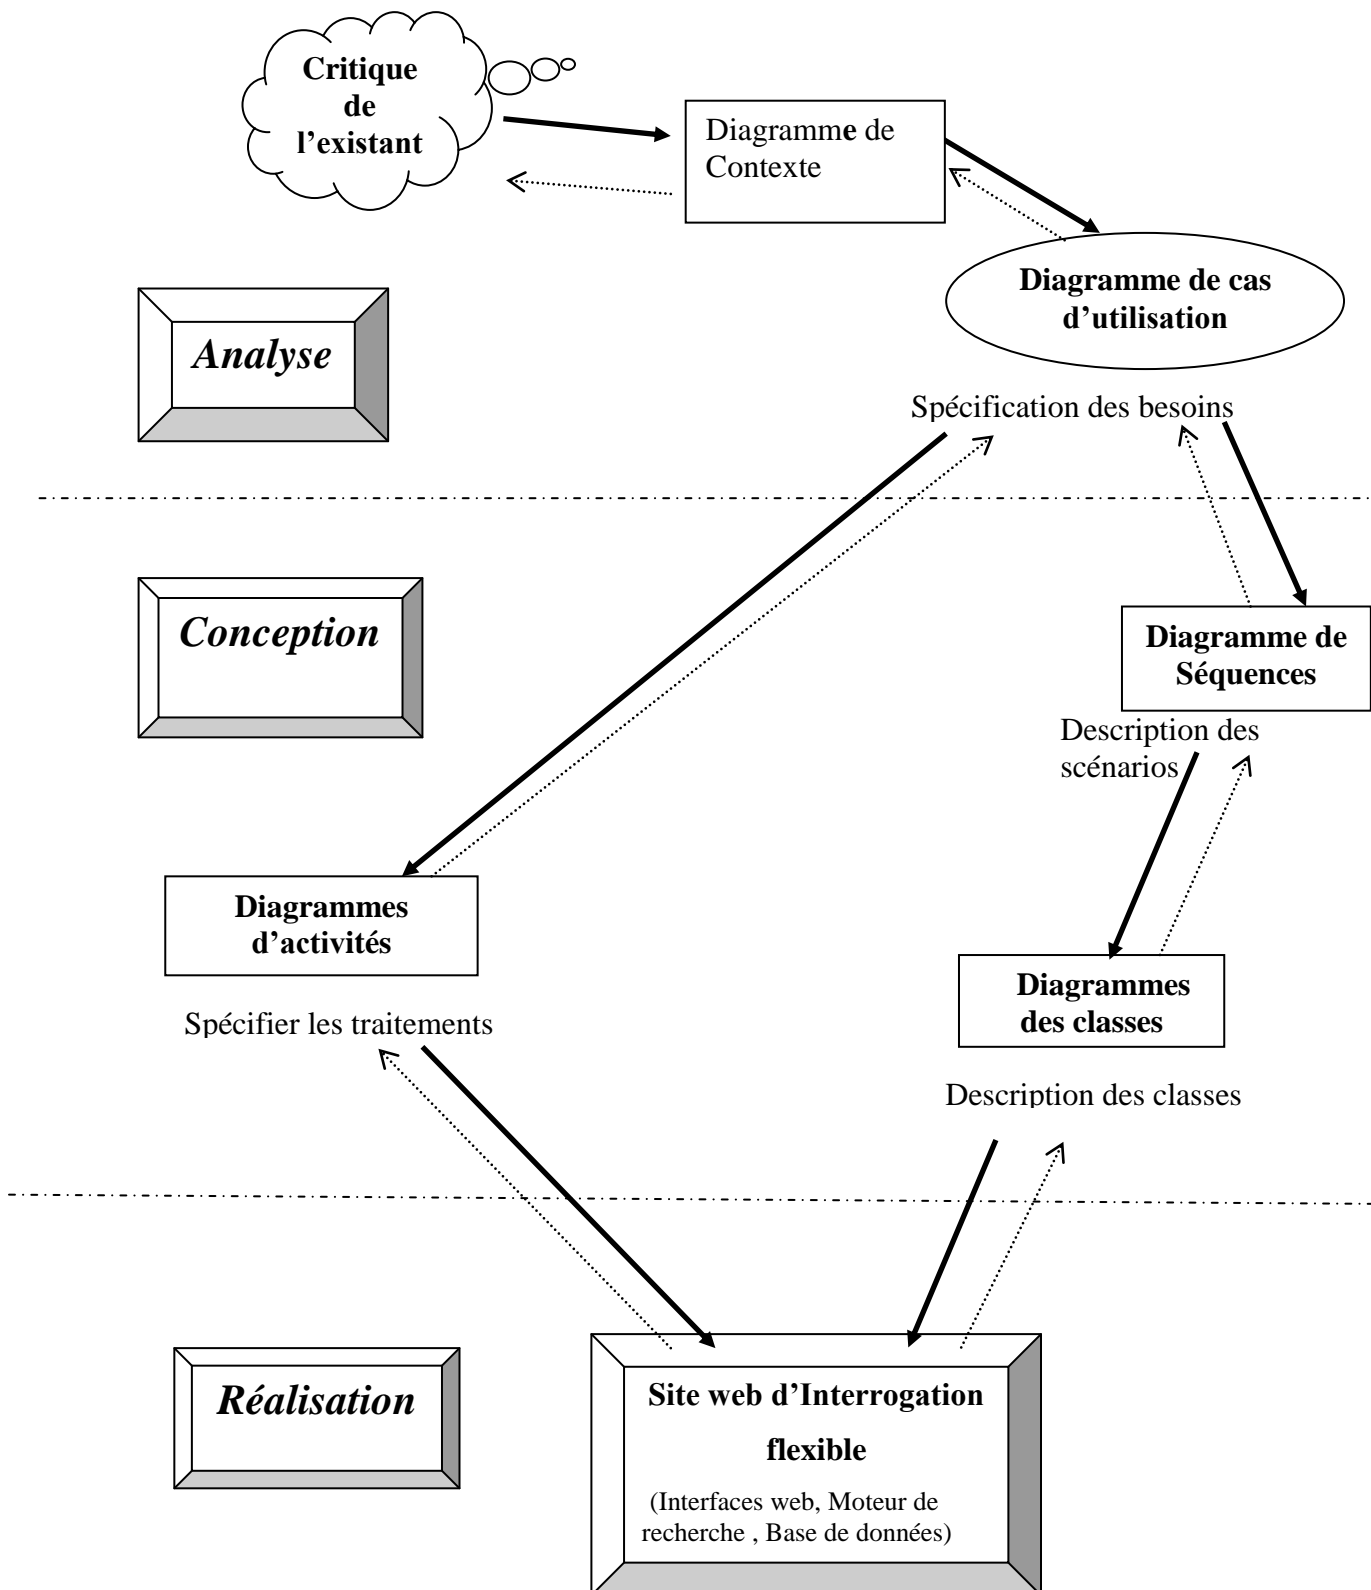 Critique
de
l’existant
Diagramme de
Contexte
Diagramme de cas
d’utilisation
Analyse
Spécification des besoins
Conception
Diagramme de
Séquences
Description des
scénarios
Diagrammes
d’activités
Diagrammes
des classes
Spécifier les traitements
Description des classes
Réalisation
Site web d’Interrogation
flexible
(Interfaces web, Moteur de
recherche , Base de données)